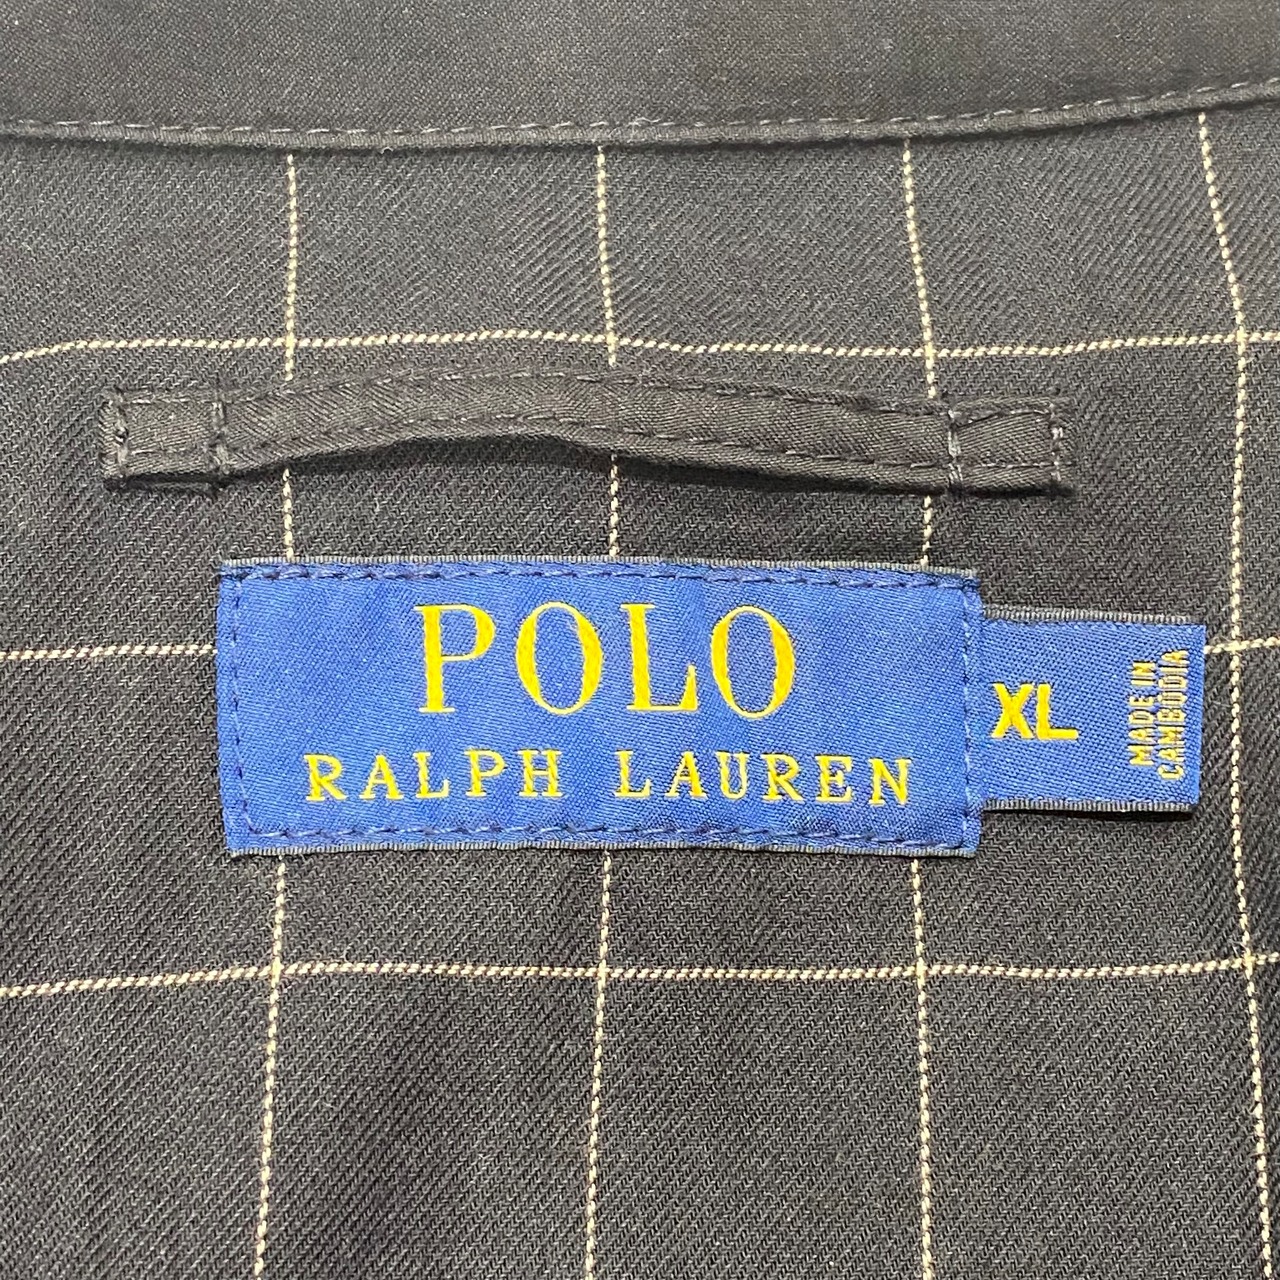 POLO
RALPH LAUREN
XL
MADE IN
CAMBODIA